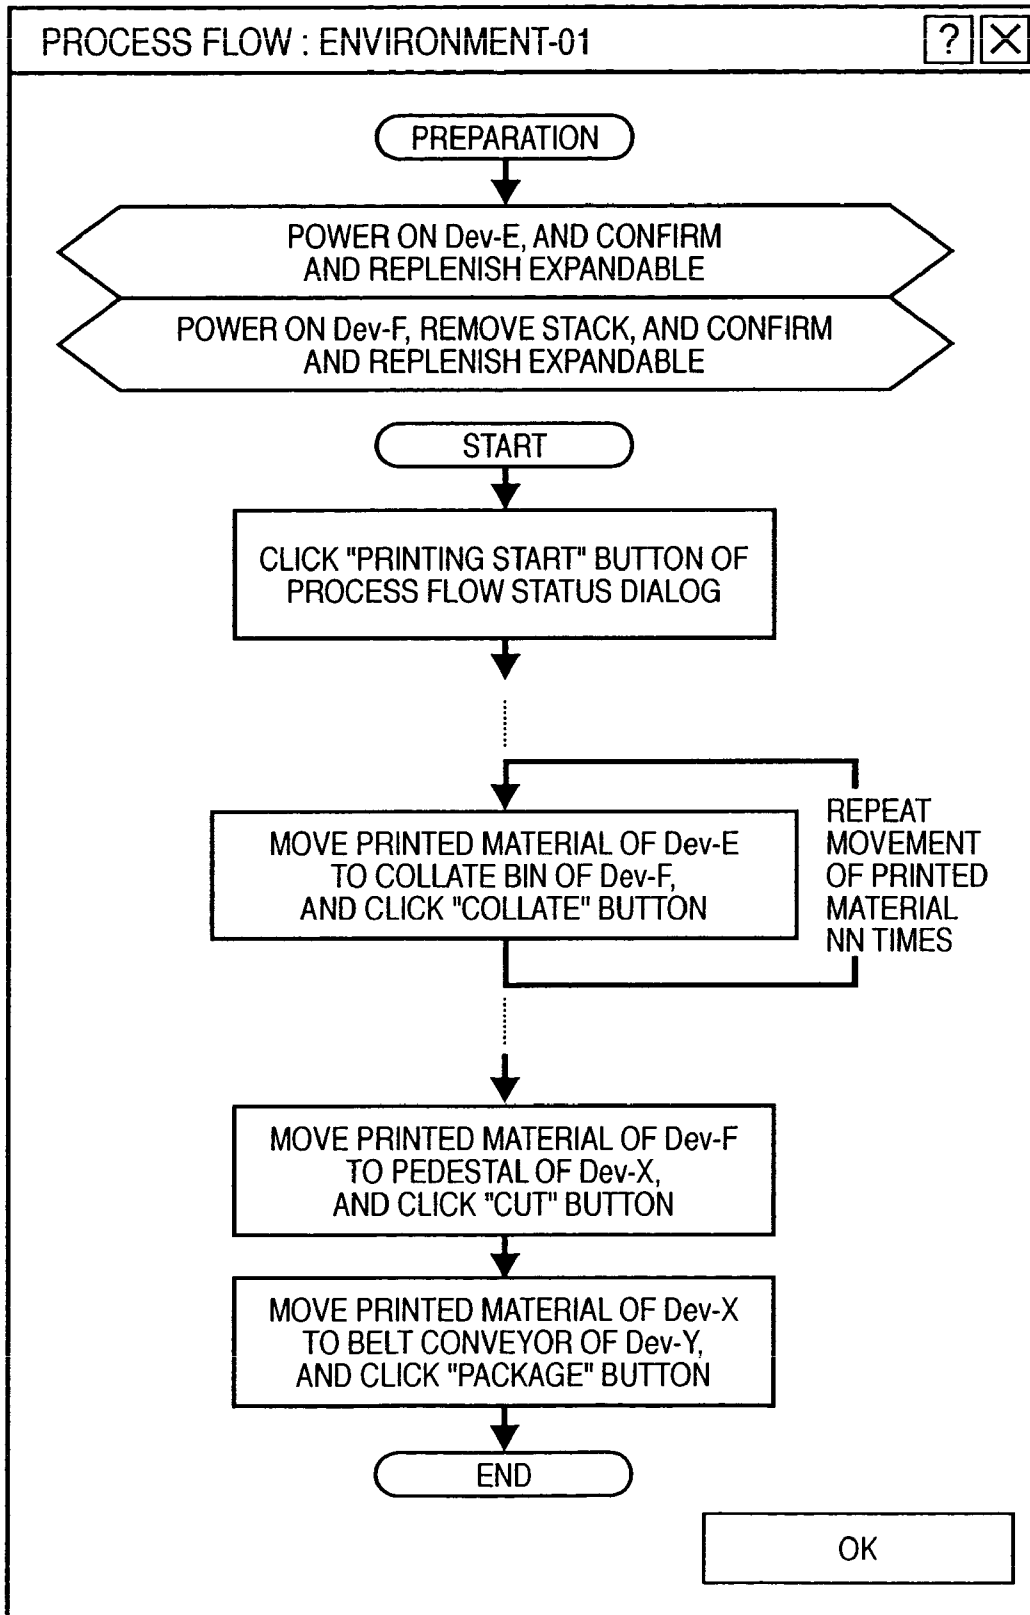 PROCESS FLOW : ENVIRONMENT-01
?
PREPARATION
POWER ON Dev-E, AND CONFIRM
AND REPLENISH EXPANDABLE
POWER ON Dev-F, REMOVE STACK, AND CONFIRM
AND REPLENISH EXPANDABLE
START
CLICK "PRINTING START" BUTTON OF
PROCESS FLOW STATUS DIALOG
MOVE PRINTED MATERIAL OF Dev-E
TO COLLATE BIN OF Dev-F,
AND CLICK "COLLATE" BUTTON
REPEAT
MOVEMENT
OF PRINTED
MATERIAL
NN TIMES
MOVE PRINTED MATERIAL OF Dev-F
TO PEDESTAL OF Dev-X,
AND CLICK "CUT" BUTTON
MOVE PRINTED MATERIAL OF Dev-X
TO BELT CONVEYOR OF Dev-Y,
AND CLICK "PACKAGE" BUTTON
END
OK